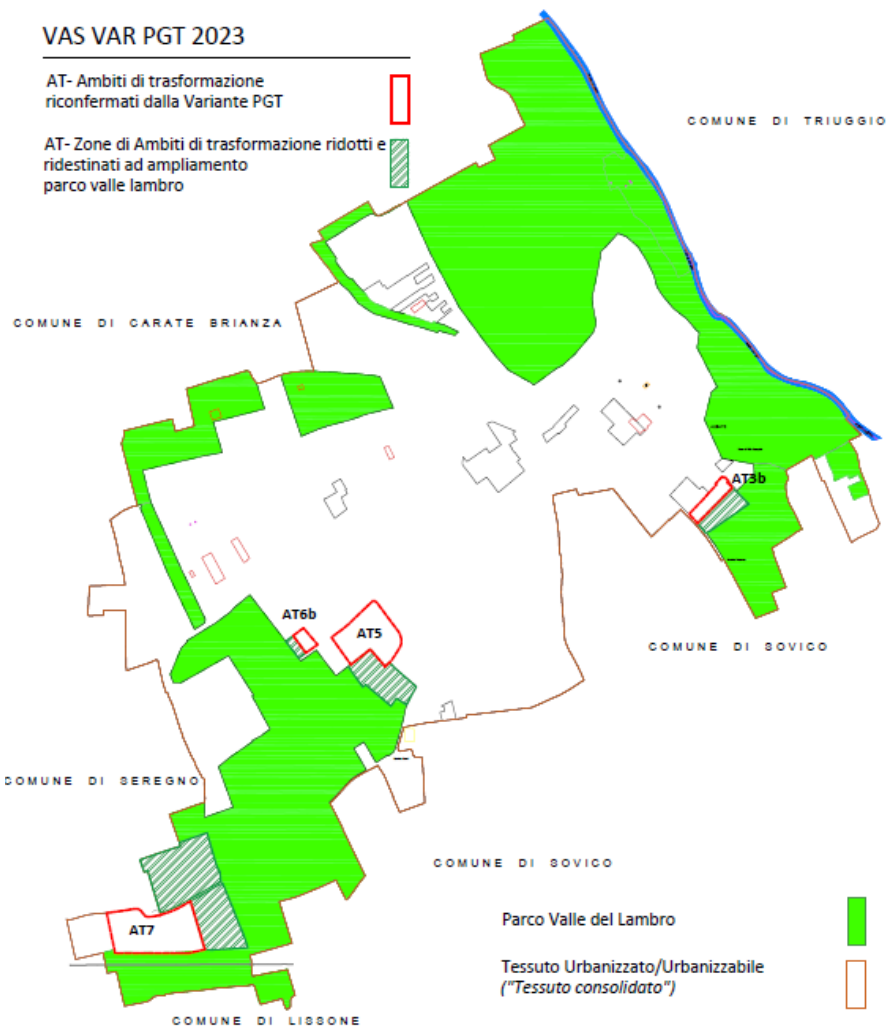 VAS VAR PGT 2023
AT- Ambiti di trasformazione
riconfermati dalla Variante PGT
AT- Zone di Ambiti di trasformazione ridotti e
ridestinati ad ampliamento
parco valle lambro
COMUNE DI TRIUGGIO
COMUNE DI CARATE BRIANZA
AT3b
AT6b
AT5
COMUNE DI SOVICO
COMUNE DI SEREGNO
COMUNE DI SOVICO
Parco Valle del Lambro
AT7
Tessuto Urbanizzato/Urbanizzabile
("Tessuto consolidato")
COMUNE DI LISSONE